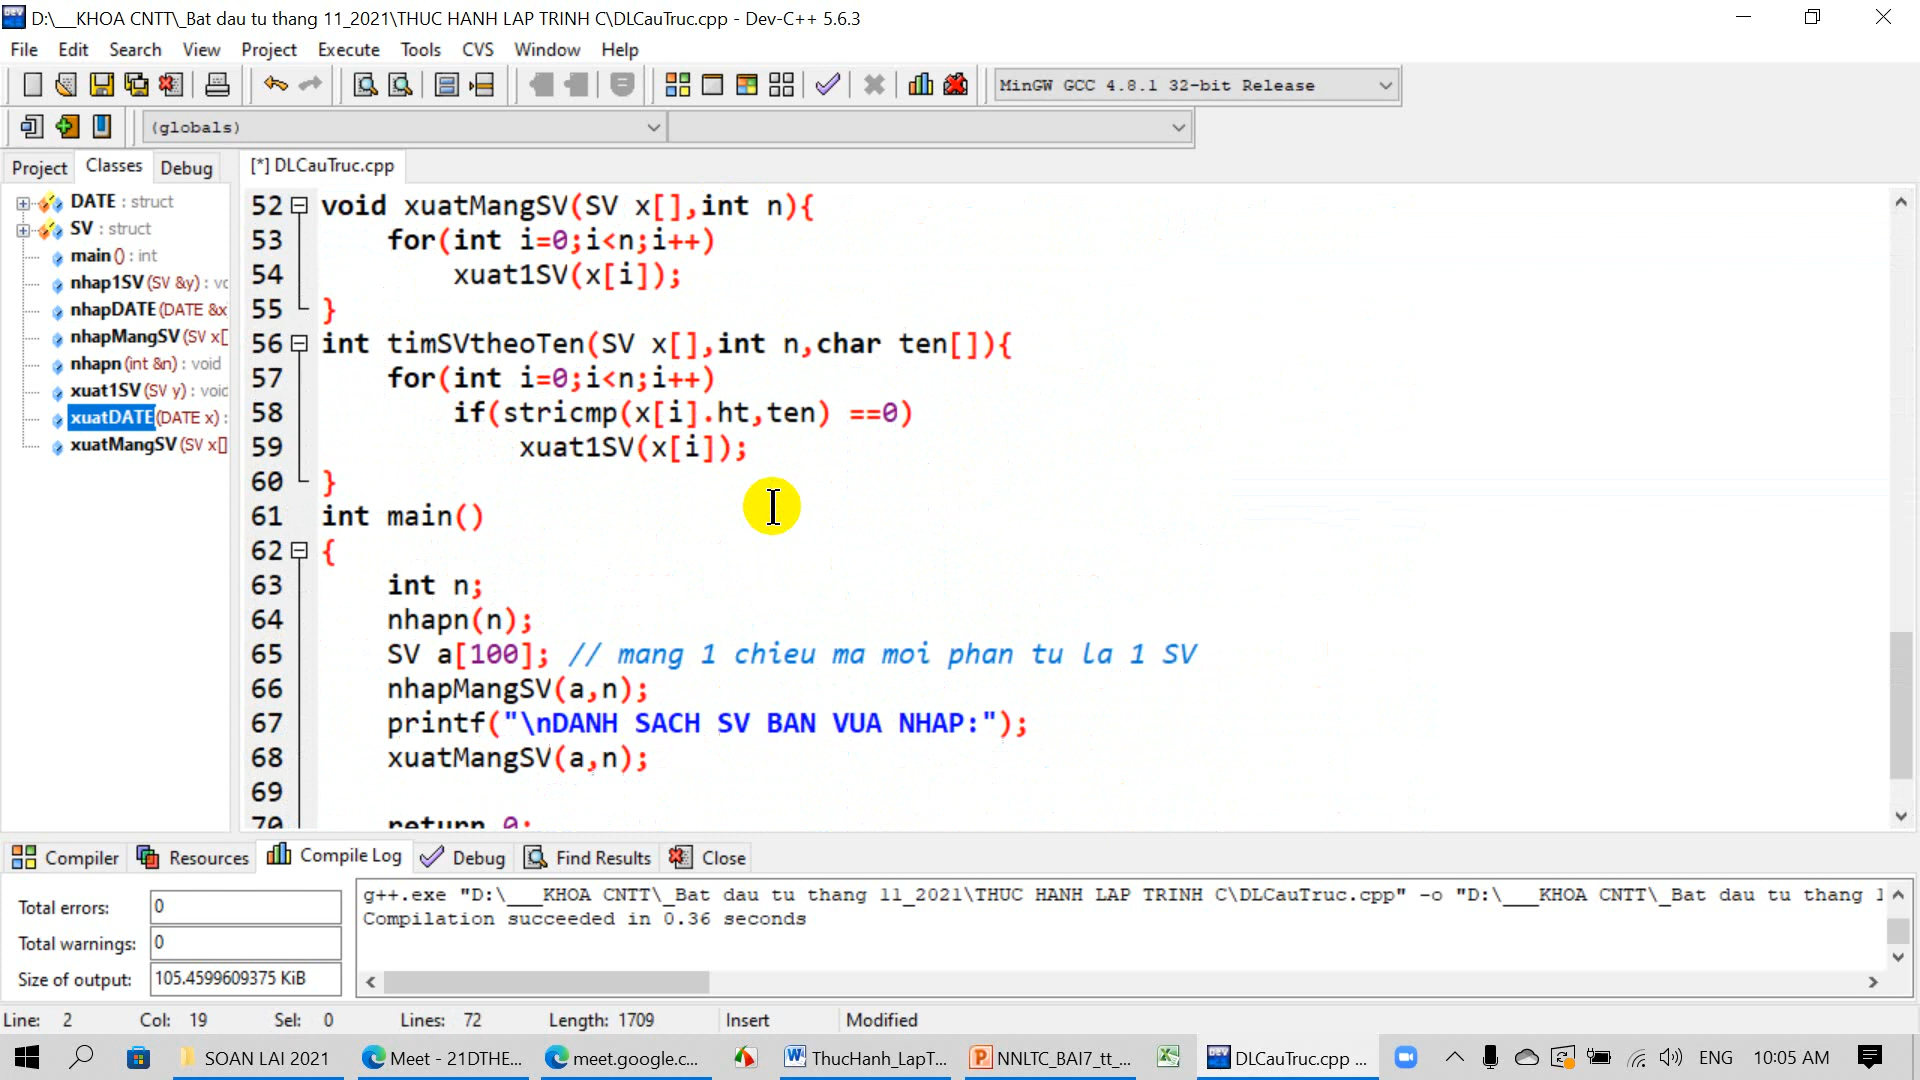 D:\___KHOA CNTT\_Bat dau tu thang 11_2021\THUC HANH LAP TRINH C\DLCauTruc.cpp - Dev-C++ 5.6.3
File Edit Search View Project Execute Tools CVS Window Help
MinGW GCC 4.8.1 32-bit Release
(globals)
Project Classes Debug
[*] DLCauTruc.cpp
DATE : struct
SV : struct
main () : int
nhap1SV (SV &y) : vc
nhapDATE (DATE &x
nhapMangSV (SV x[
nhapn (int &n) : void
xuat1SV (SV y) : void
xuatDATE (DATE x) :
xuatMangSV (SV x[]
52 void xuatMangSV(SV x[],int n){
53 for(int i=0;i<n;i++)
54 xuat1SV(x[i]);
55 }
56 int timSVtheoTen(SV x[],int n,char ten[]){
57 for(int i=0;i<n;i++)
58 if(stricmp(x[i].ht,ten) ==0)
59 xuat1SV(x[i]);
60 }
61 int main()
62 {
63 int n;
64 nhapn(n);
65 SV a[100]; // mang 1 chieu ma moi phan tu la 1 SV
66 nhapMangSV(a,n);
67 printf("\nDANH SACH SV BAN VUA NHAP:");
68 xuatMangSV(a,n);
69
70 return 0;
Compiler Resources Compile Log Debug Find Results Close
Total errors: 0
Total warnings: 0
Size of output: 105.4599609375 KiB
g++.exe "D:\___KHOA CNTT\_Bat dau tu thang 11_2021\THUC HANH LAP TRINH C\DLCauTruc.cpp" -o "D:\___KHOA CNTT\_Bat dau tu thang 1
Compilation succeeded in 0.36 seconds
Line: 2 Col: 19 Sel: 0 Lines: 72 Length: 1709 Insert Modified
SOAN LAI 2021 Meet - 21DTHE... meet.google.c... ThucHanh_LapT... NNLTC_BAI7_tt_... DLCauTruc.cpp ... ENG 10:05 AM